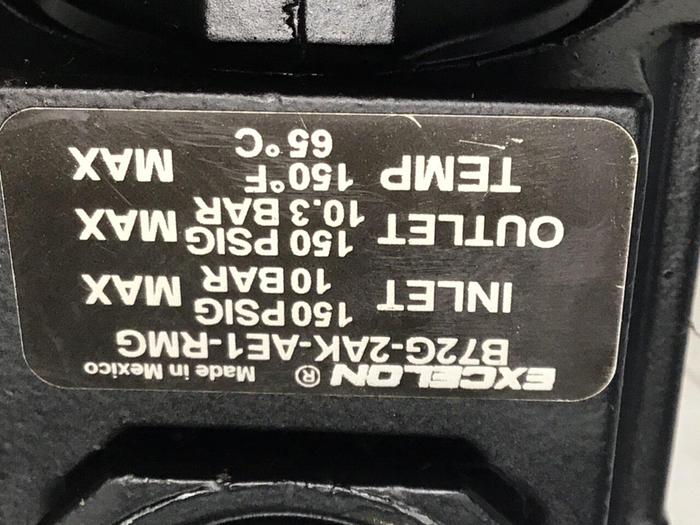 EXCELON ® Made in Mexico
B72G-2AK-AE1-RMG
INLET 150 PSIG 10 BAR MAX
OUTLET 150 PSIG 10.3 BAR MAX
TEMP 150°F 65°C MAX